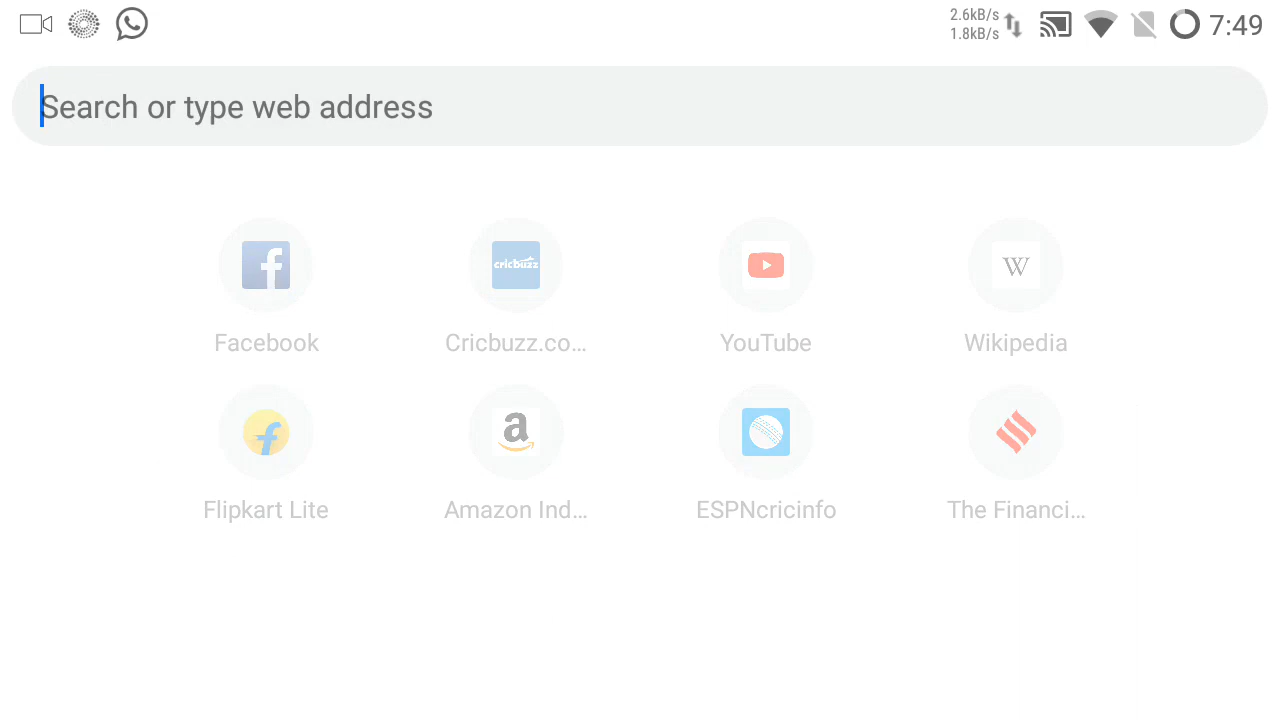 2.6kB/s
1.8kB/s
7:49
Search or type web address
cricbuzz
W
Facebook
Cricbuzz.co...
YouTube
Wikipedia
f
a
Flipkart Lite
Amazon Ind...
ESPNcricinfo
The Financi...